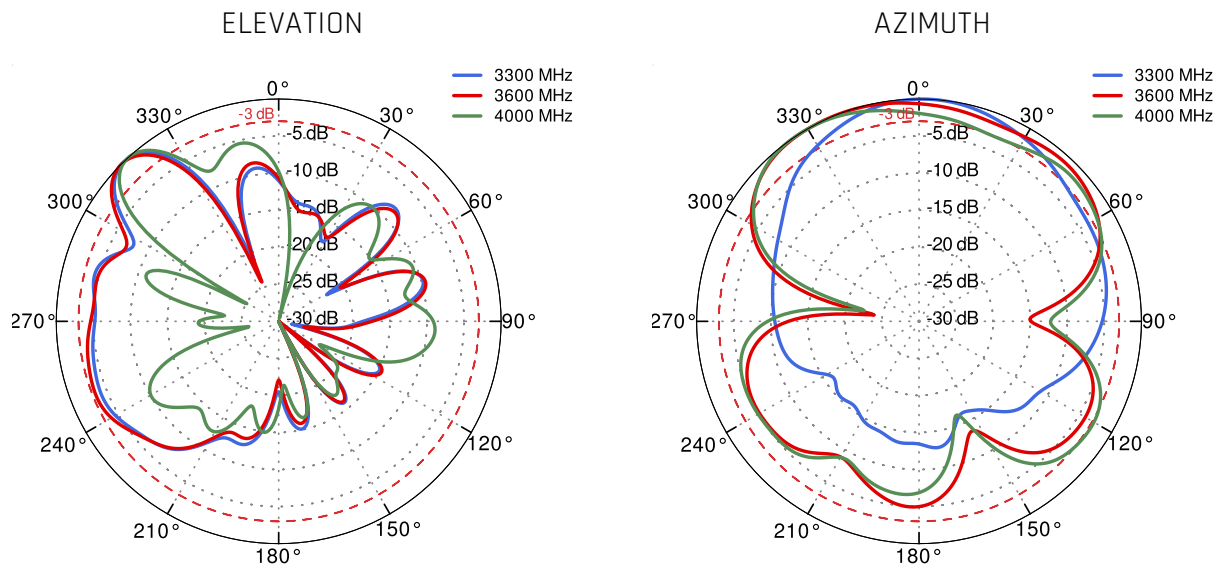 ELEVATION
3300 MHz
3600 MHz
4000 MHz
0°
30°
60°
90°
120°
150°
180°
210°
240°
270°
300°
330°
-3 dB
-5 dB
-10 dB
-15 dB
-20 dB
-25 dB
-30 dB
AZIMUTH
3300 MHz
3600 MHz
4000 MHz
0°
30°
60°
90°
120°
150°
180°
210°
240°
270°
300°
330°
-3 dB
-5 dB
-10 dB
-15 dB
-20 dB
-25 dB
-30 dB